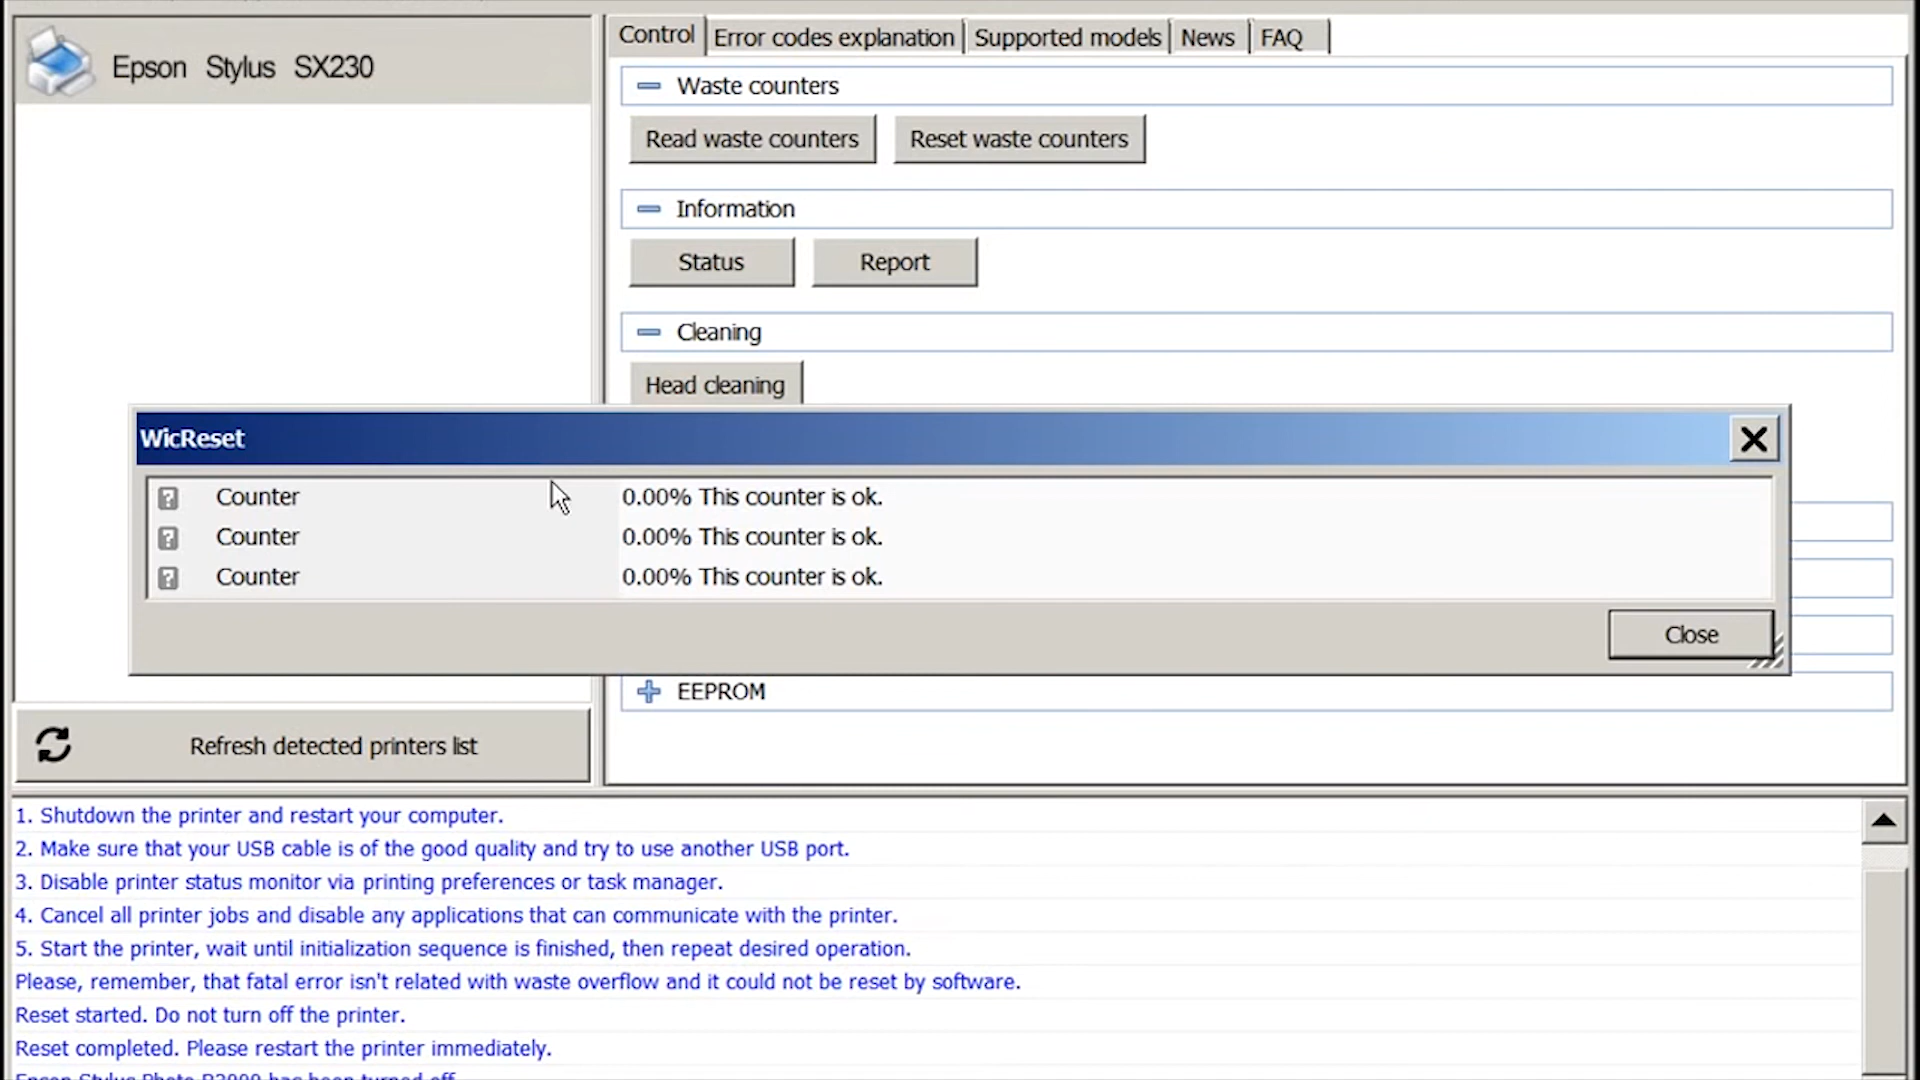 Epson Stylus SX230
Control
Error codes explanation
Supported models
News
FAQ
Waste counters
Read waste counters
Reset waste counters
Information
Status
Report
Cleaning
Head cleaning
WicReset
Counter 0.00% This counter is ok.
Counter 0.00% This counter is ok.
Counter 0.00% This counter is ok.
Close
EEPROM
Refresh detected printers list
1. Shutdown the printer and restart your computer.
2. Make sure that your USB cable is of the good quality and try to use another USB port.
3. Disable printer status monitor via printing preferences or task manager.
4. Cancel all printer jobs and disable any applications that can communicate with the printer.
5. Start the printer, wait until initialization sequence is finished, then repeat desired operation.
Please, remember, that fatal error isn't related with waste overflow and it could not be reset by software.
Reset started. Do not turn off the printer.
Reset completed. Please restart the printer immediately.
Epson Stylus Photo R3000 has been turned off